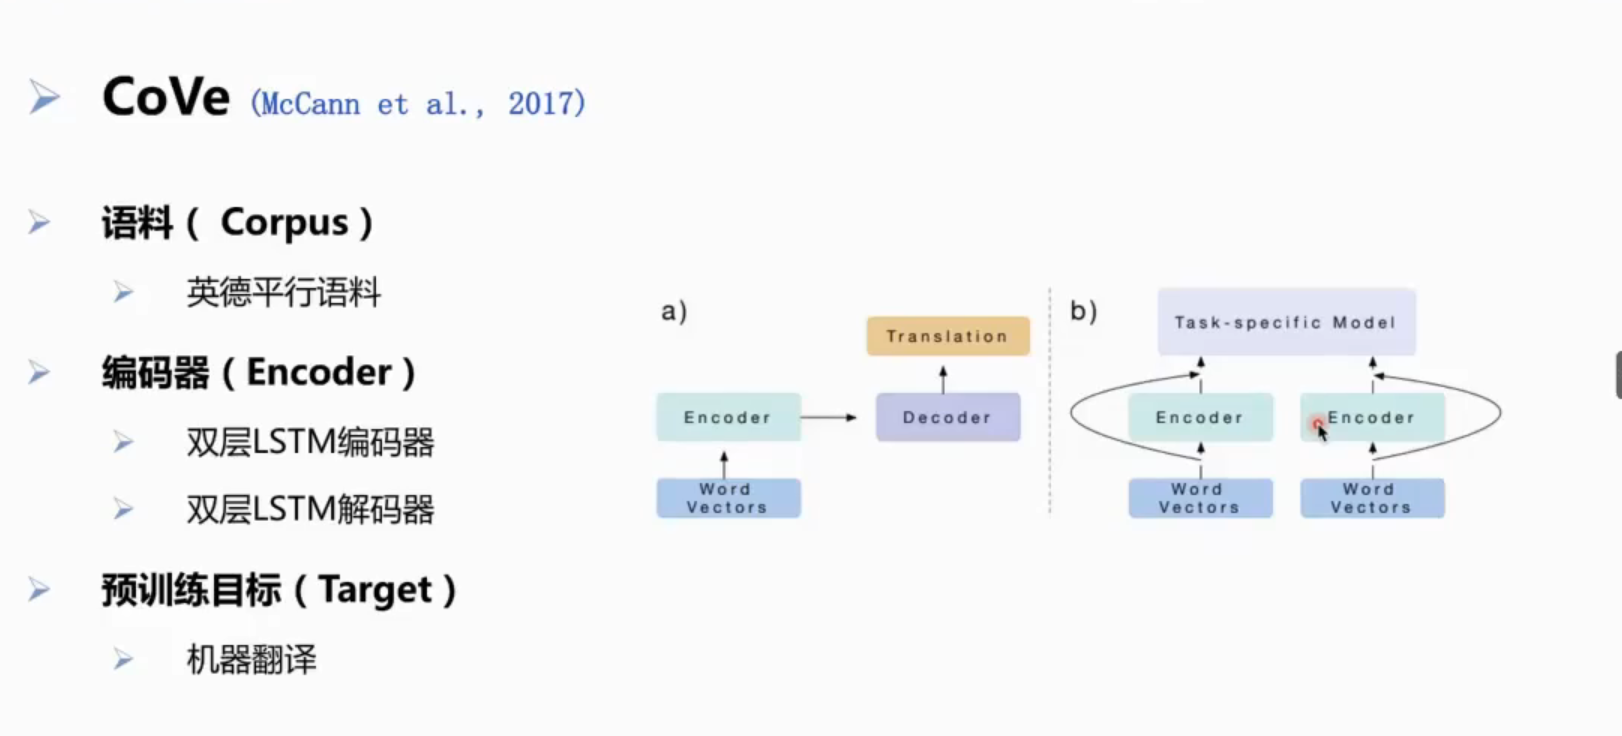 CoVe (McCann et al., 2017)
语料（ Corpus）
英德平行语料
编码器（Encoder）
双层LSTM编码器
双层LSTM解码器
预训练目标（Target）
机器翻译
a)
Translation
Encoder
Decoder
Word
Vectors
b)
Task-specific Model
Encoder
Encoder
Word
Vectors
Word
Vectors